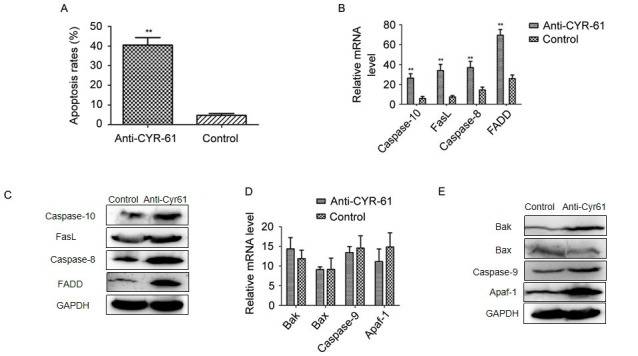 A
Apoptosis rates (%)
50
40
30
20
10
0
**
Anti-CYR-61
Control
B
Relative mRNA
level
80
60
40
20
0
**
**
**
**
Anti-CYR-61
Control
Caspase-10
FasL
Caspase-8
FADD
C
Control Anti-Cyr61
Caspase-10
FasL
Caspase-8
FADD
GAPDH
D
Relative mRNA level
20
15
10
5
0
Anti-CYR-61
Control
Bak
Bax
Caspase-9
Apaf-1
E
Control Anti-Cyr61
Bak
Bax
Caspase-9
Apaf-1
GAPDH